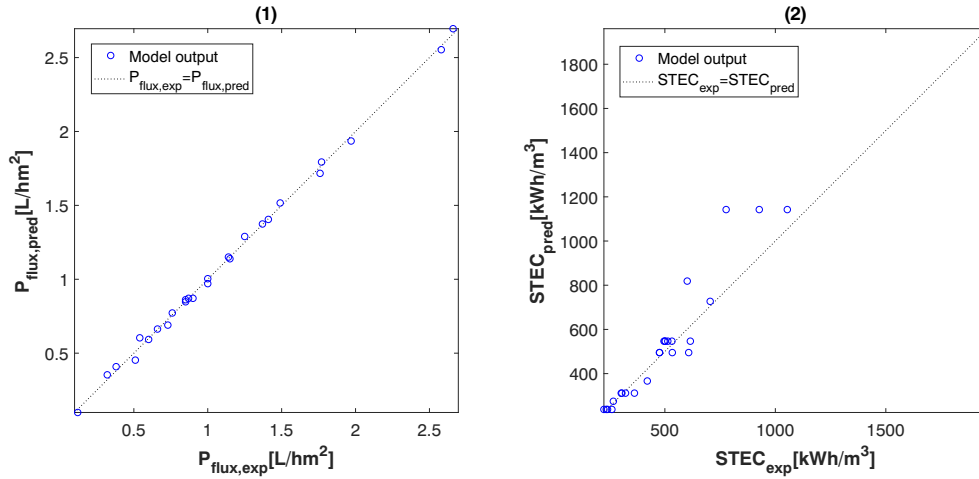 (1)
Model output
P_flux,exp=P_flux,pred
2.5
2
1.5
1
0.5
P_flux,pred[L/hm²]
0.5 1 1.5 2 2.5
P_flux,exp[L/hm²]
(2)
Model output
STEC_exp=STEC_pred
1800
1600
1400
1200
1000
800
600
400
STEC_pred[kWh/m³]
500 1000 1500
STEC_exp[kWh/m³]